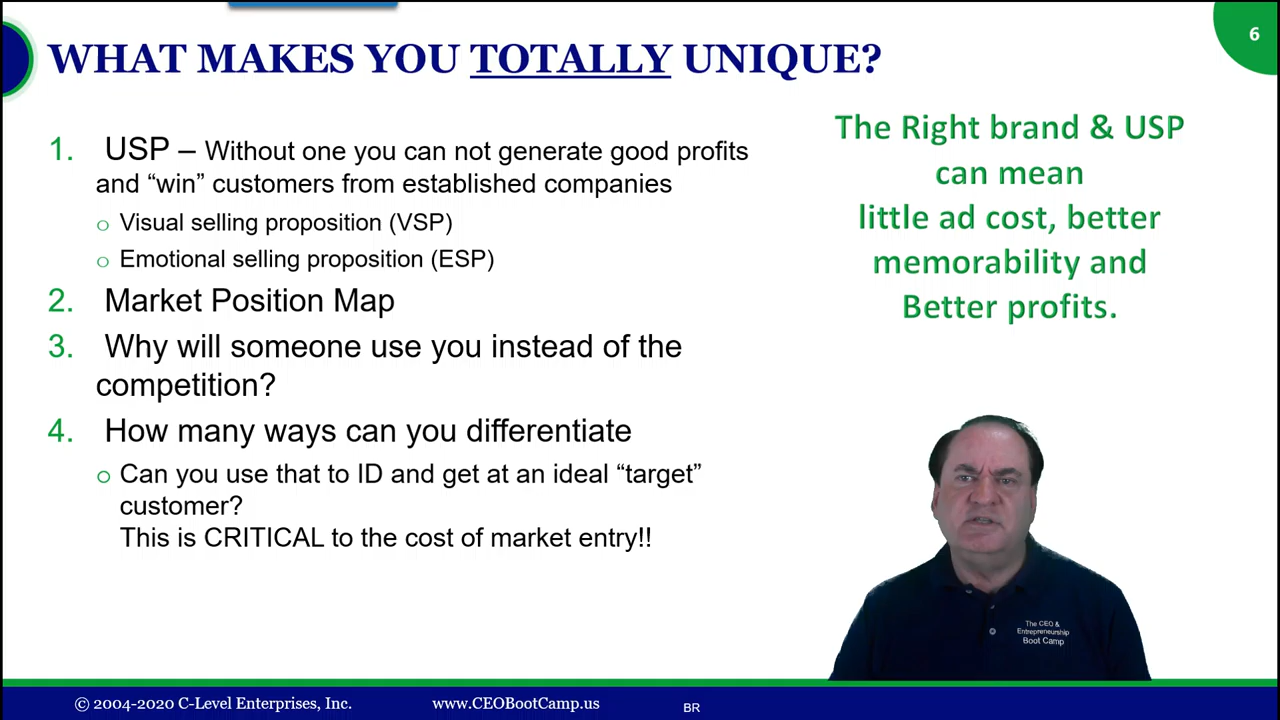 6
WHAT MAKES YOU TOTALLY UNIQUE?
1. USP – Without one you can not generate good profits
and “win” customers from established companies
o Visual selling proposition (VSP)
o Emotional selling proposition (ESP)
2. Market Position Map
3. Why will someone use you instead of the
competition?
4. How many ways can you differentiate
o Can you use that to ID and get at an ideal “target”
customer?
This is CRITICAL to the cost of market entry!!
The Right brand & USP
can mean
little ad cost, better
memorability and
Better profits.
The CEO &
Entrepreneurship
Boot Camp
© 2004-2020 C-Level Enterprises, Inc.
www.CEOBootCamp.us
BR